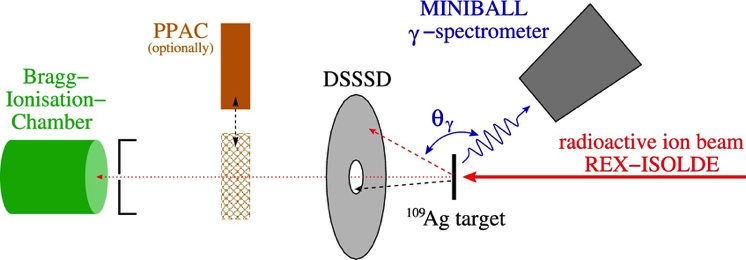 MINIBALL
γ-spectrometer
PPAC
(optionally)
Bragg-
Ionisation-
Chamber
DSSSD
θγ
radioactive ion beam
REX-ISOLDE
¹⁰⁹Ag target